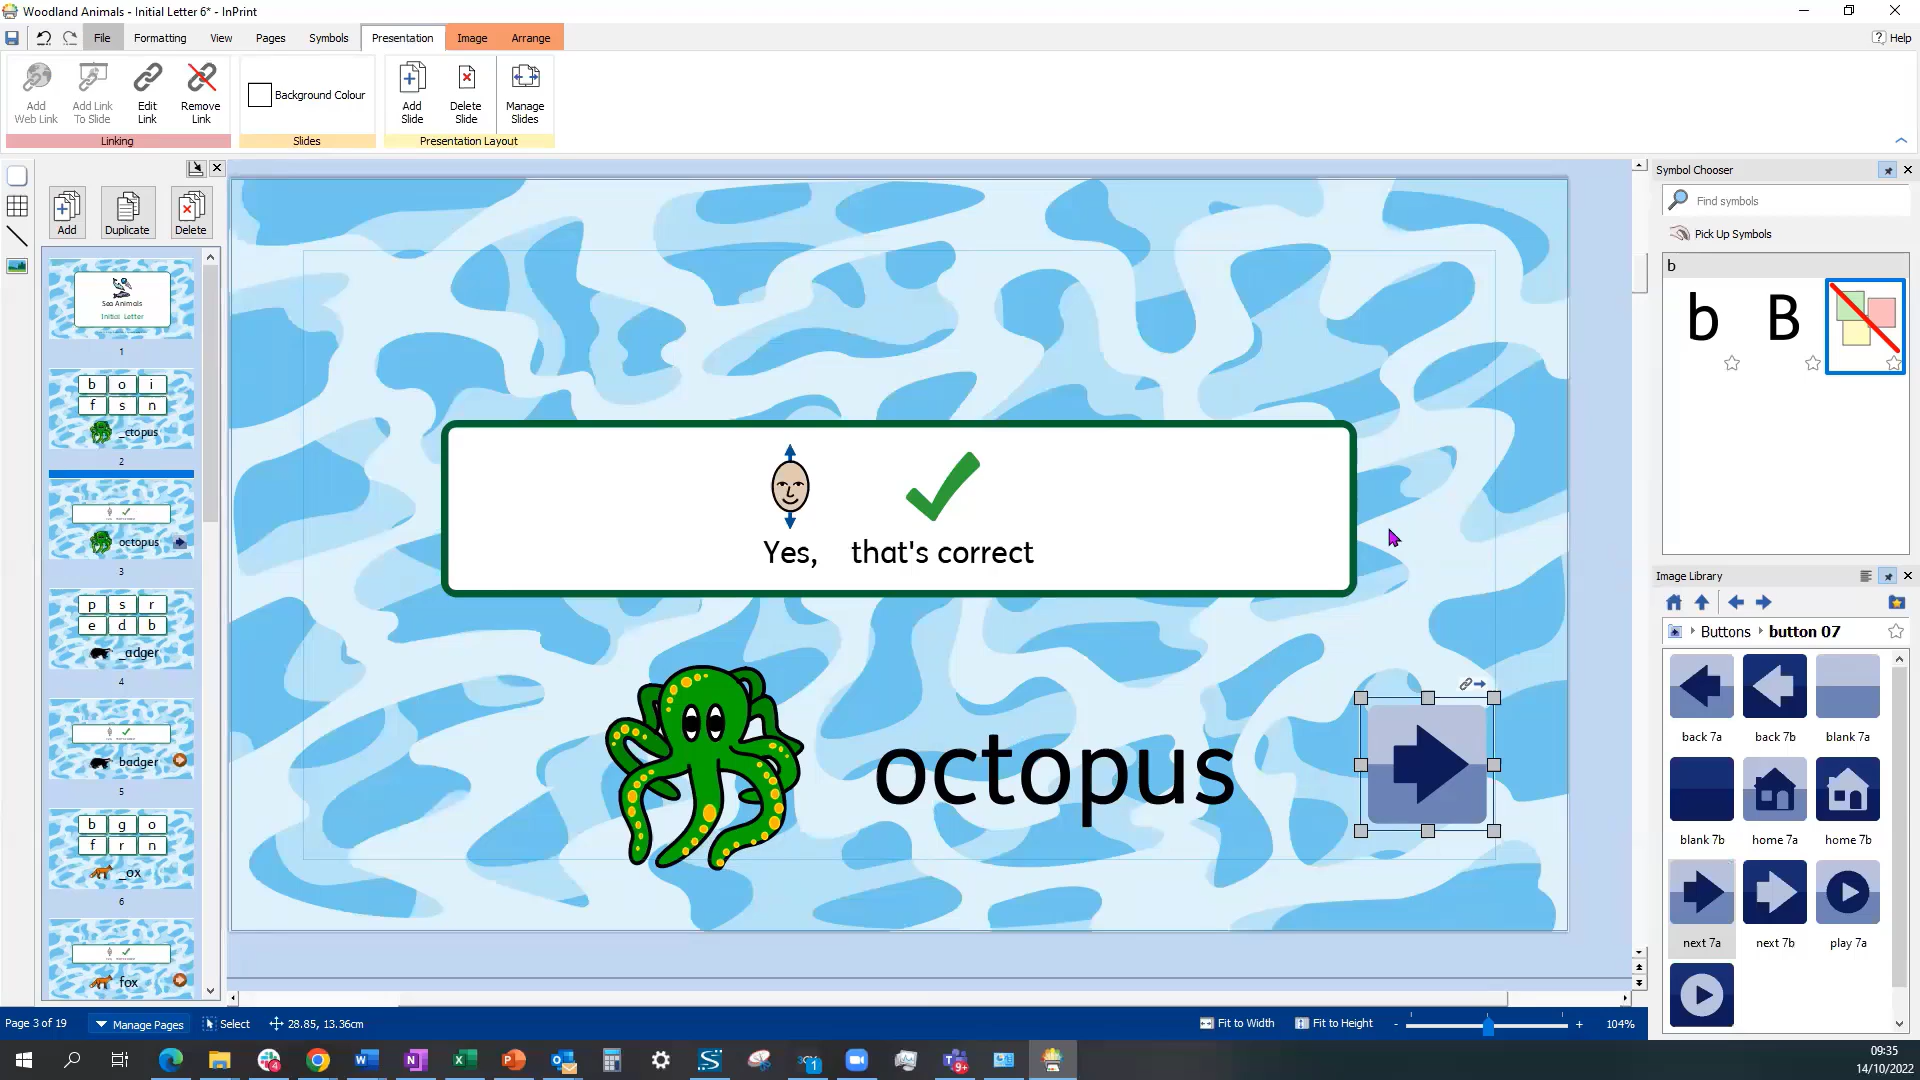 Woodland Animals - Initial Letter 6* - InPrint
File Formatting View Pages Symbols Presentation Image Arrange
Help
Add Web Link
Add Link To Slide
Edit Link
Remove Link
Linking
Background Colour
Slides
Add Slide
Delete Slide
Manage Slides
Presentation Layout
Add
Duplicate
Delete
Sea Animals
Initial Letter
1
b o i
f s n
_ctopus
2
octopus
3
p s r
e d b
_adger
4
badger
5
b g o
f r n
_ox
6
fox
Yes, that's correct
octopus
Symbol Chooser
Find symbols
Pick Up Symbols
b
b B
Image Library
Buttons button 07
back 7a
back 7b
blank 7a
blank 7b
home 7a
home 7b
next 7a
next 7b
play 7a
Page 3 of 19
Manage Pages
Select
28.85, 13.36cm
Fit to Width
Fit to Height
- +
104%
09:35
14/10/2022